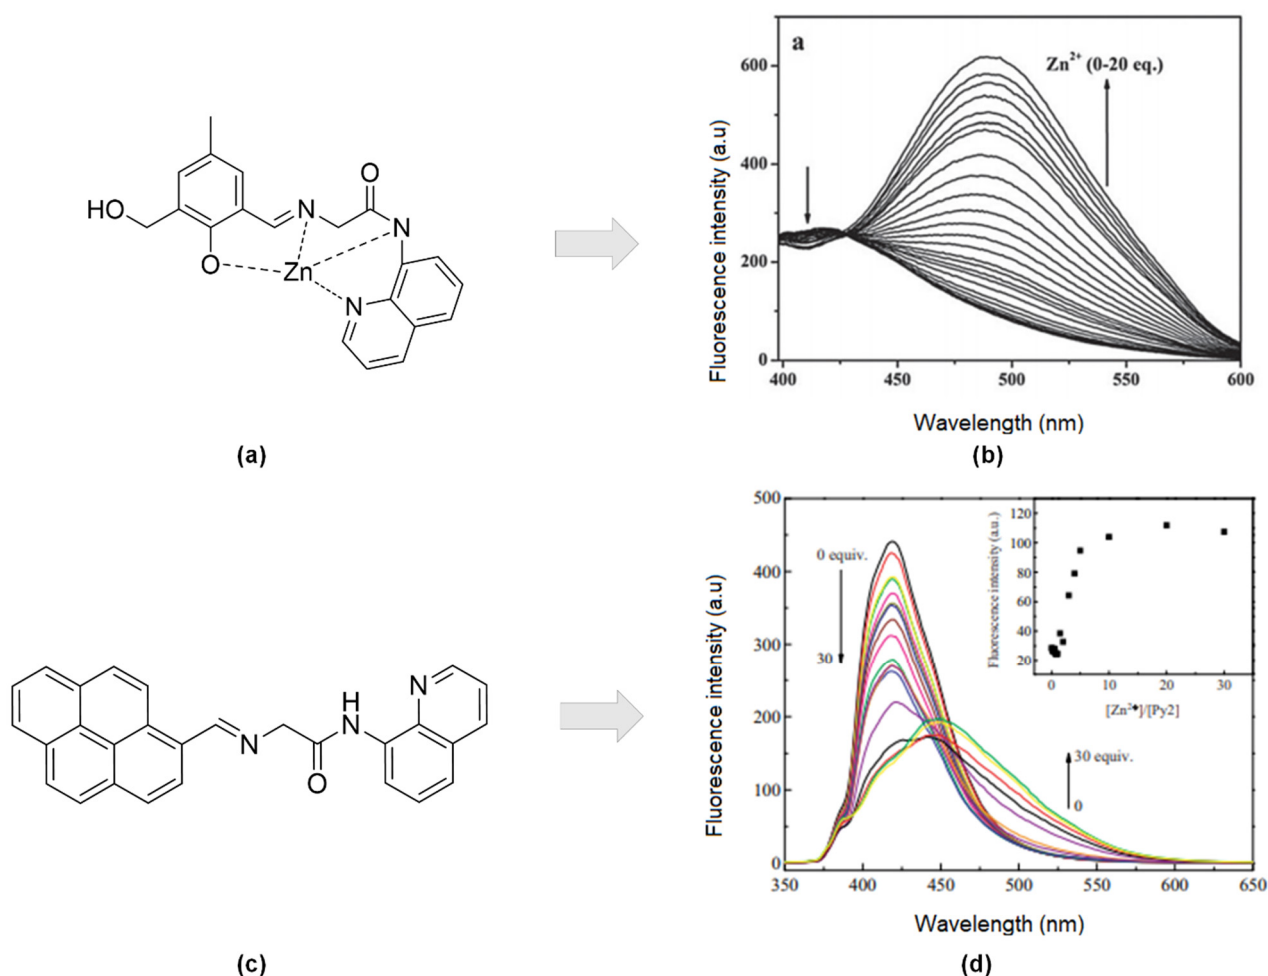 HO
O
N
O
N
Zn
N
(a)
a
Zn²⁺ (0-20 eq.)
Fluorescence intensity (a.u)
600
400
200
0
400 450 500 550 600
Wavelength (nm)
(b)
N
O
H
N
N
(c)
Fluorescence intensity (a.u)
500
400
300
200
100
0
350 400 450 500 550 600 650
0 equiv.
30
30 equiv.
0
Fluorescence intensity (a.u.)
120
100
80
60
40
20
0 10 20 30
[Zn²⁺]/[Py2]
Wavelength (nm)
(d)